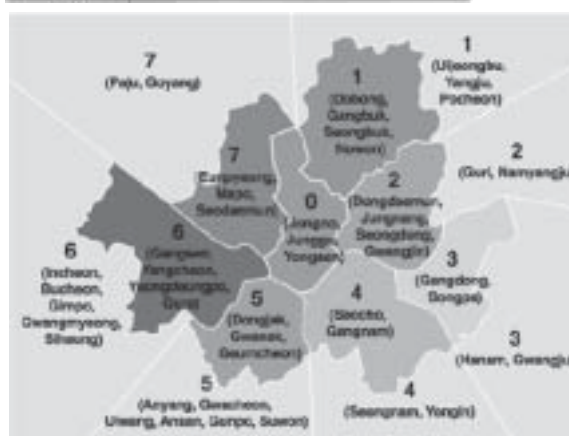 7
(Paju, Goyang)
1
(Uijeongbu,
Yangju,
Pocheon)
1
(Dobong,
Gangbuk,
Seongbuk,
Nowon)
2
(Guri, Namyangju)
7
(Eunpyeong,
Mapo,
Seodaemun)
0
(Jongno,
Junggu,
Yongsan)
2
(Dongdaemun,
Jungnang,
Seongdong,
Gwangjin)
6
(Gangseo,
Yangcheon,
Yeongdeungpo,
Guro)
6
(Incheon,
Bucheon,
Gimpo,
Gwangmyeong,
Siheung)
3
(Gangdong,
Songpa)
5
(Dongjak,
Gwanak,
Geumcheon)
4
(Seocho,
Gangnam)
3
(Hanam, Gwangju)
5
(Anyang, Gwacheon,
Uiwang, Ansan, Gunpo, Suwon)
4
(Seongnam, Yongin)